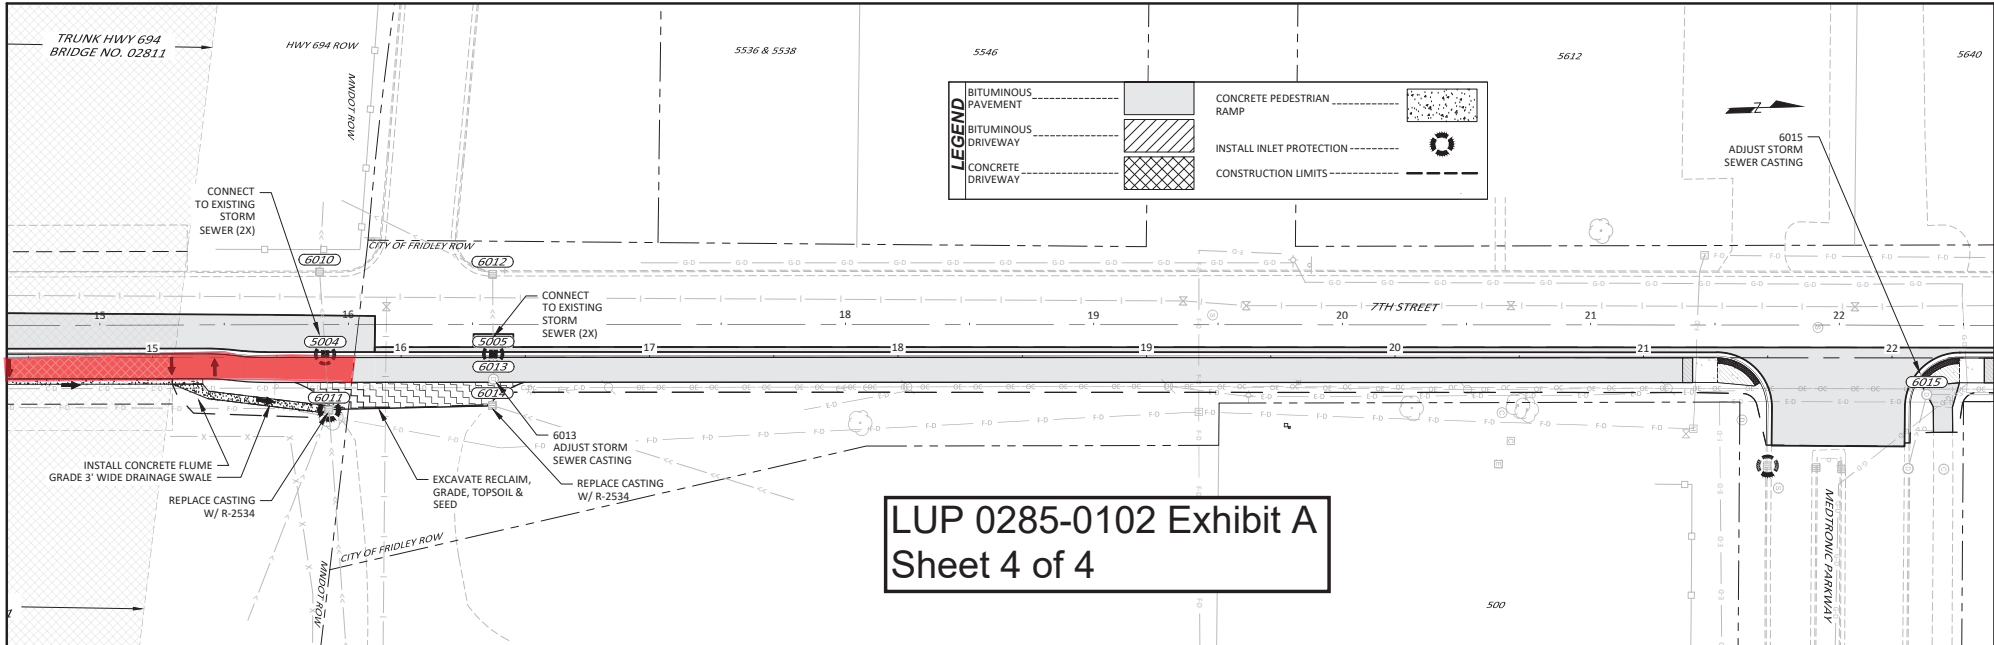 TRUNK HWY 694
BRIDGE NO. 02811
HWY 694 ROW
MNDOT ROW
5536 & 5538
5546
5612
5640
LEGEND
BITUMINOUS
PAVEMENT
BITUMINOUS
DRIVEWAY
CONCRETE
DRIVEWAY
CONCRETE PEDESTRIAN
RAMP
INSTALL INLET PROTECTION
CONSTRUCTION LIMITS
Z
6015
ADJUST STORM
SEWER CASTING
CONNECT
TO EXISTING
STORM
SEWER (2X)
CITY OF FRIDLEY ROW
6010
6012
CONNECT
TO EXISTING
STORM
SEWER (2X)
7TH STREET
15
16
18
19
20
21
22
5004
5005
15
16
17
18
19
20
21
22
6013
6014
6011
6015
INSTALL CONCRETE FLUME
GRADE 3' WIDE DRAINAGE SWALE
REPLACE CASTING
W/ R-2534
EXCAVATE RECLAIM,
GRADE, TOPSOIL &
SEED
6013
ADJUST STORM
SEWER CASTING
REPLACE CASTING
W/ R-2534
CITY OF FRIDLEY ROW
MNDOT ROW
LUP 0285-0102 Exhibit A
Sheet 4 of 4
500
MEDTRONIC PARKWAY